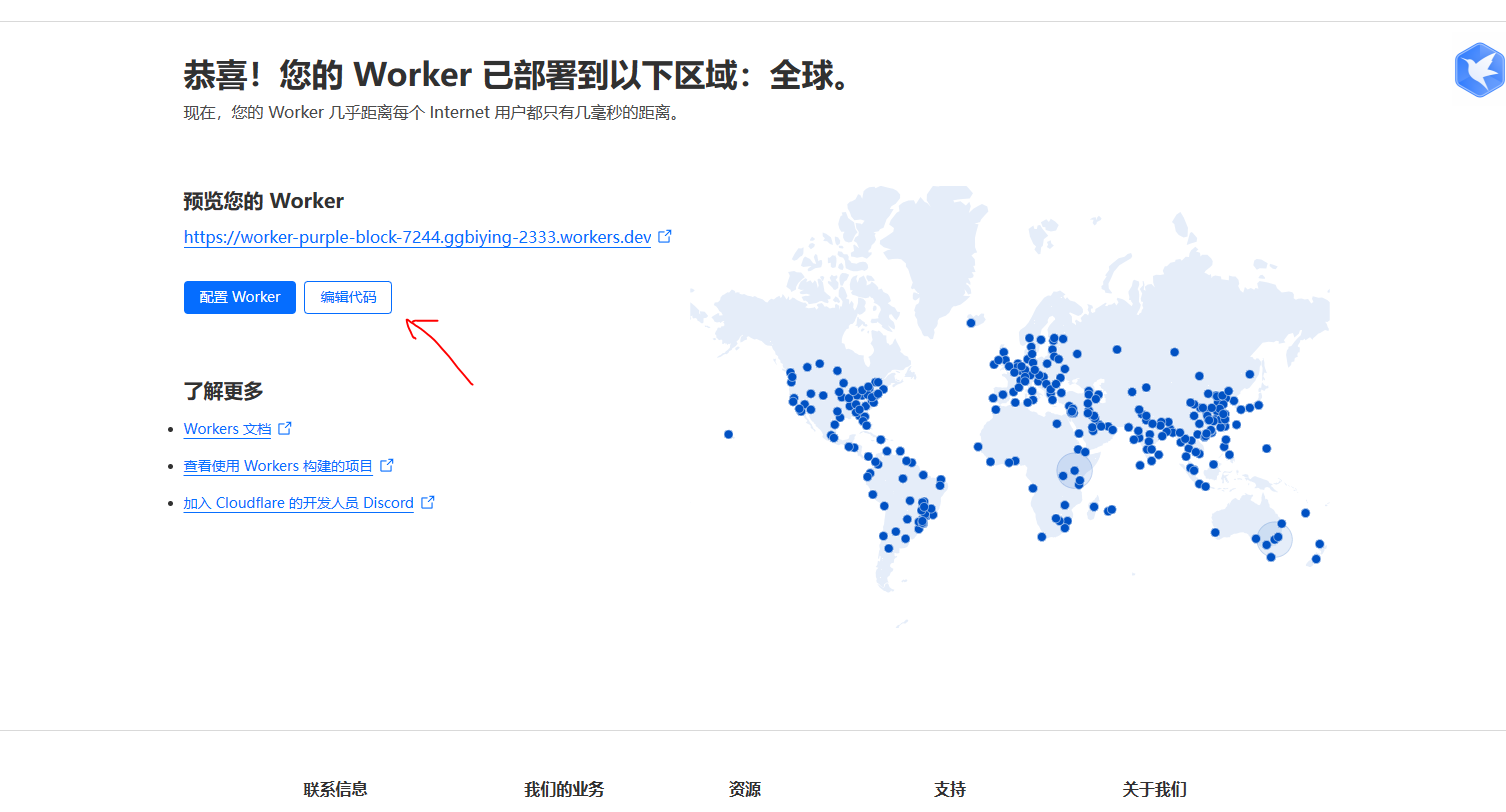 恭喜！您的 Worker 已部署到以下区域：全球。
现在，您的 Worker 几乎距离每个 Internet 用户都只有几毫秒的距离。
预览您的 Worker
https://worker-purple-block-7244.ggbiying-2333.workers.dev
配置 Worker
编辑代码
了解更多
Workers 文档
查看使用 Workers 构建的项目
加入 Cloudflare 的开发人员 Discord
联系信息
我们的业务
资源
支持
关于我们